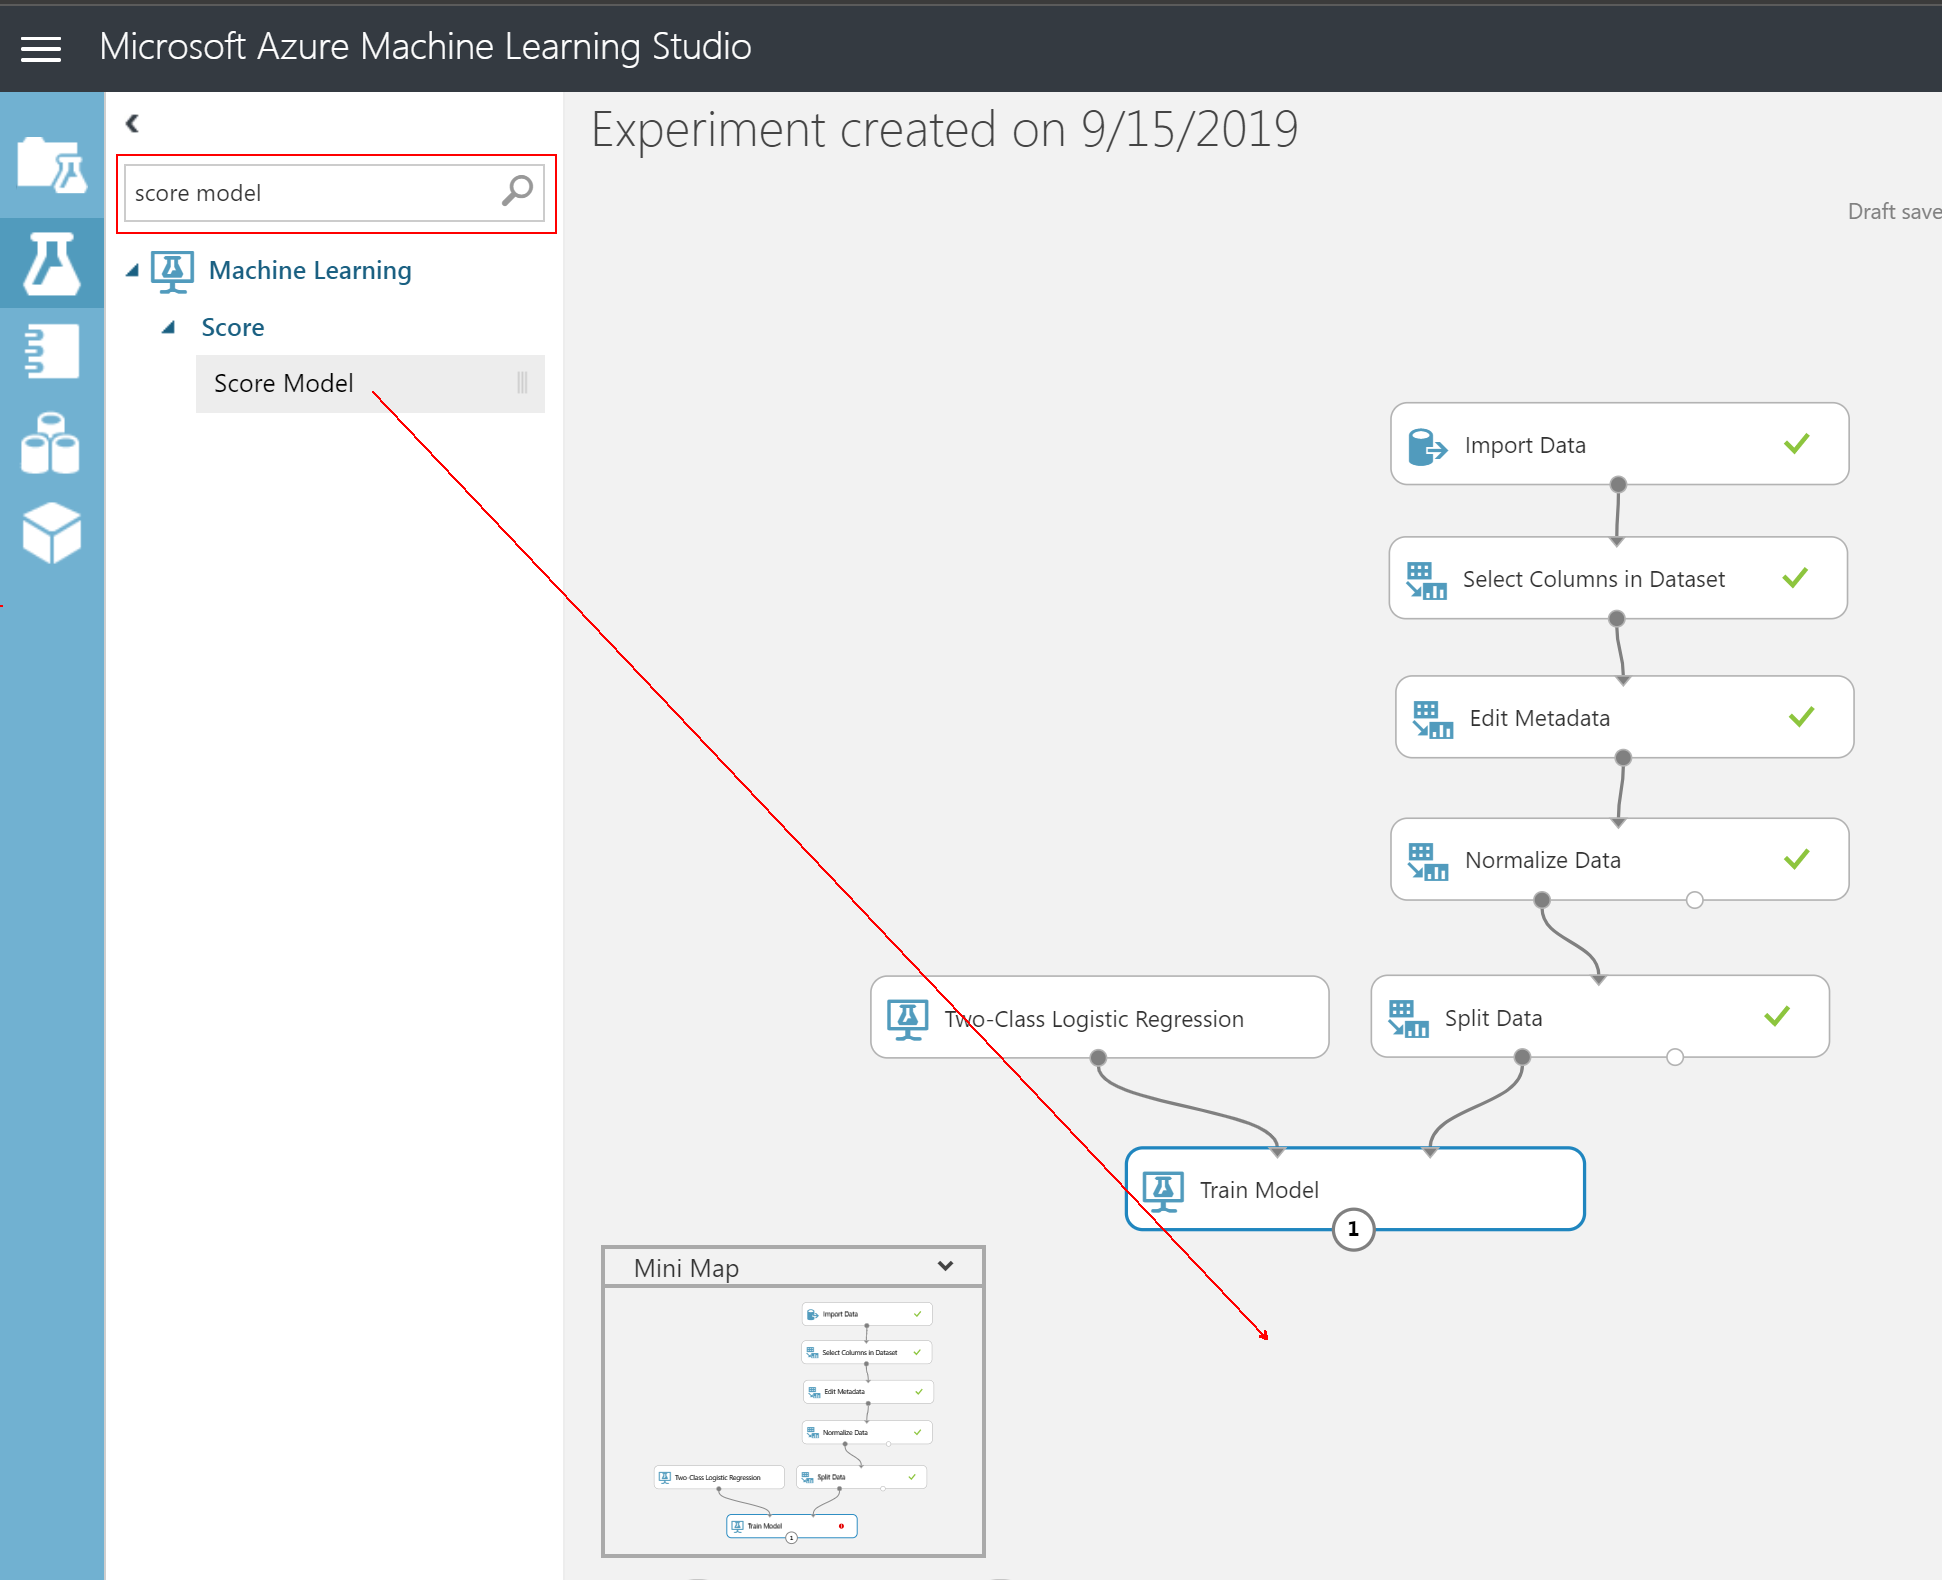 Microsoft Azure Machine Learning Studio
Experiment created on 9/15/2019
score model
Draft save
Machine Learning
Score
Score Model
Import Data
Select Columns in Dataset
Edit Metadata
Normalize Data
Two-Class Logistic Regression
Split Data
Train Model
1
Mini Map
Import Data
Select Columns in Dataset
Edit Metadata
Normalize Data
Two-Class Logistic Regression
Split Data
Train Model
1